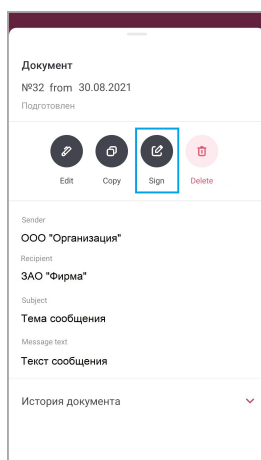 Документ
№32 from 30.08.2021
Подготовлен
Edit Copy Sign Delete
Sender
ООО "Организация"
Recipient
ЗАО "Фирма"
Subject
Тема сообщения
Message text
Текст сообщения
История документа